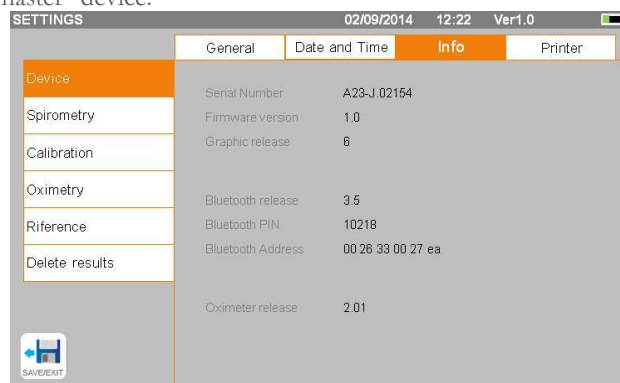 master" device.
SETTINGS 02/09/2014 12:22 Ver1.0
General Date and Time Info Printer
Device
Spirometry
Calibration
Oximetry
Riference
Delete results
Serial Number A23-J.02154
Firmware version 1.0
Graphic release 6
Bluetooth release 3.5
Bluetooth PIN 10218
Bluetooth Address 00 26 33 00 27 ea
Oximeter release 2.01
SAVE/EXIT